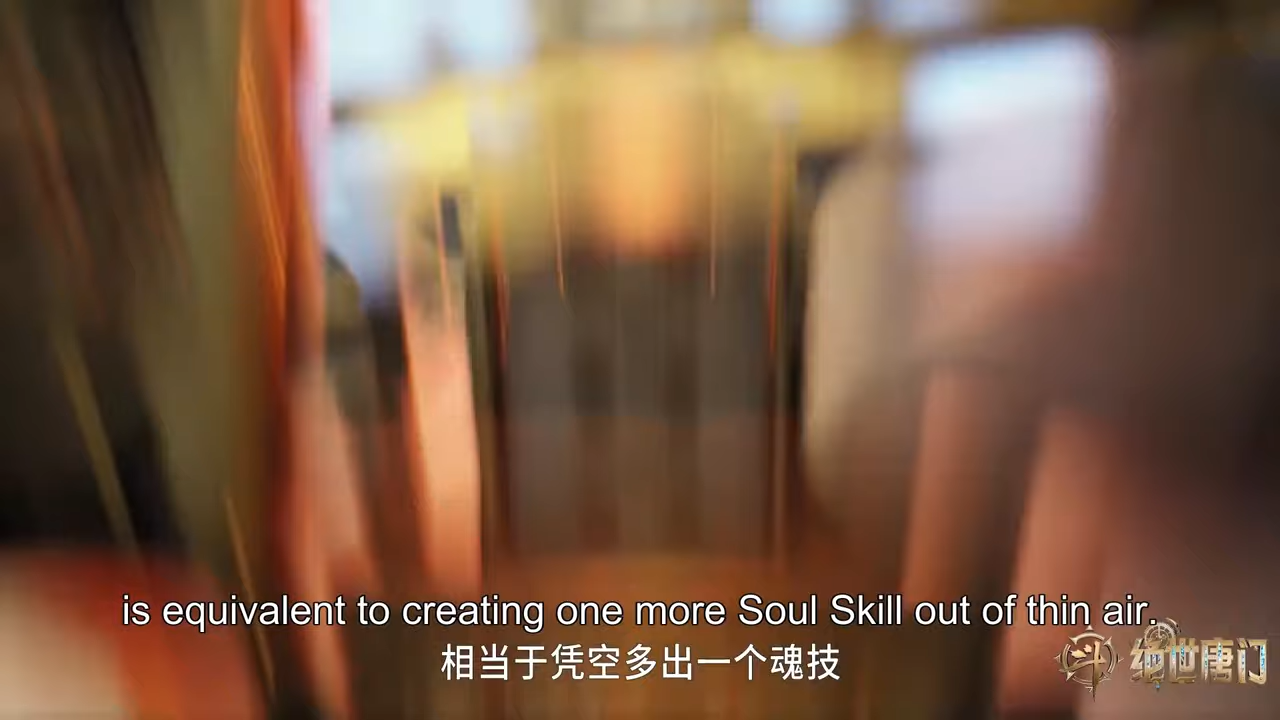 is equivalent to creating one more Soul Skill out of thin air.
相当于凭空多出一个魂技
斗 绝世唐门